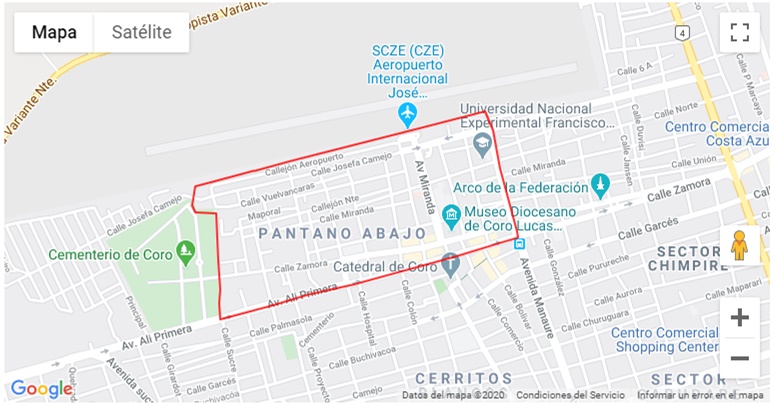 Mapa
Satélite
Autopista Variante
Variante Nte.
4
SCZE (CZE)
Aeropuerto
Internacional
José...
Calle 6 A
Calle P Marcaya
Universidad Nacional
Experimental Francisco...
Calle Norte
Calle Duvisi
Centro Comercial
Costa Azu
Callejón Aeropuerto
Calle Josefa Camejo
Av Miranda
Calle Miranda
Calle Jansen
Calle Unión
Calle Vuelvancaras
Arco de la Federación
Calle Zamora
Callejón Nte
Maporal
Calle Miranda
Calle Josefa Camejo
Museo Diocesano
de Coro Lucas...
Calle Garcés
PANTANO ABAJO
Cementerio de Coro
Calle Zamora
Catedral de Coro
SECTOR
CHIMPIRE
Calle Purureche
Calle González
Avenida Manaure
Av. Ali Primera
Calle Mapararí
Calle Aurora
Principal
Av. Ali Primera
Calle Palmasola
Cementerio
Calle Hospital
Calle Colón
Calle Comercio
Calle Bolívar
Calle Churuguara
Centro Comercial
Shopping Center
Calle Sucre
Calle Buchivacoa
Calle Garcés
Calle Girardot
Avenida suc
Calle Proyecto
Calle Buchivacoa
CERRITOS
SECTOR
Google
Datos del mapa ©2020
Condiciones del Servicio
Informar un error en el mapa